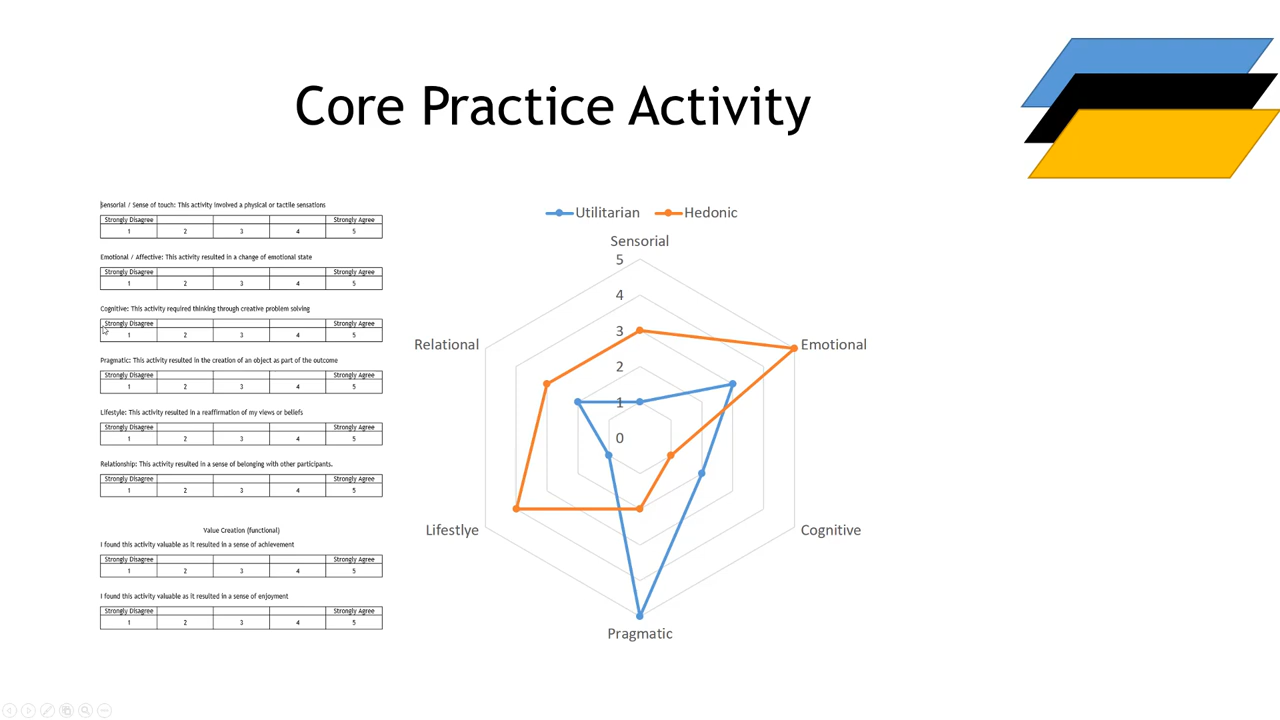 Core Practice Activity
Sensorial / Sense of touch: This activity involved a physical or tactile sensations
Strongly Disagree Strongly Agree
1 2 3 4 5
Emotional / Affective: This activity resulted in a change of emotional state
Strongly Disagree Strongly Agree
1 2 3 4 5
Cognitive: This activity required thinking through creative problem solving
Strongly Disagree Strongly Agree
1 2 3 4 5
Pragmatic: This activity resulted in the creation of an object as part of the outcome
Strongly Disagree Strongly Agree
1 2 3 4 5
Lifestyle: This activity resulted in a reaffirmation of my views or beliefs
Strongly Disagree Strongly Agree
1 2 3 4 5
Relationship: This activity resulted in a sense of belonging with other participants.
Strongly Disagree Strongly Agree
1 2 3 4 5
Value Creation (functional)
I found this activity valuable as it resulted in a sense of achievement
Strongly Disagree Strongly Agree
1 2 3 4 5
I found this activity valuable as it resulted in a sense of enjoyment
Strongly Disagree Strongly Agree
1 2 3 4 5
Utilitarian Hedonic
Sensorial
5
4
3
2
1
0
Relational Emotional
Lifestlye Cognitive
Pragmatic